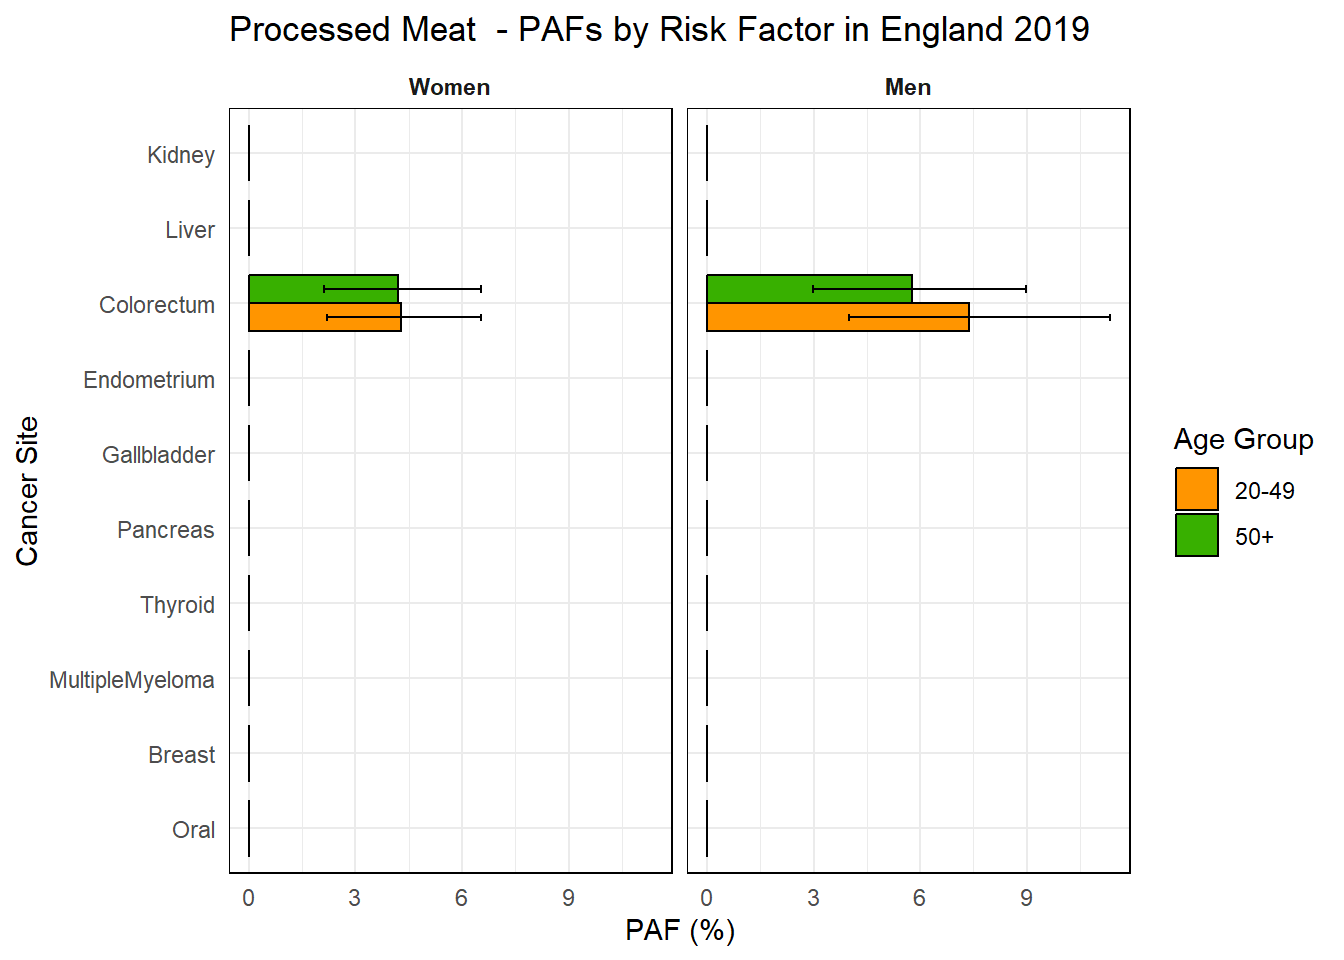 Processed Meat  - PAFs by Risk Factor in England 2019
Women
Men
Kidney
Liver
Colorectum
Endometrium
Gallbladder
Pancreas
Thyroid
MultipleMyeloma
Breast
Oral
Cancer Site
0 3 6 9
0 3 6 9
PAF (%)
Age Group
20-49
50+